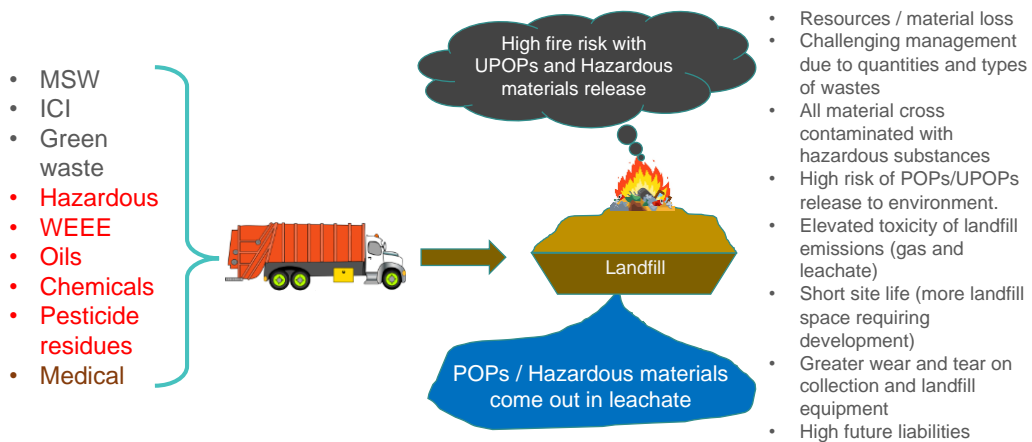 • MSW
• ICI
• Green
waste
• Hazardous
• WEEE
• Oils
• Chemicals
• Pesticide
residues
• Medical
High fire risk with
UPOPs and Hazardous
materials release
Landfill
POPs / Hazardous materials
come out in leachate
• Resources / material loss
• Challenging management
due to quantities and types
of wastes
• All material cross
contaminated with
hazardous substances
• High risk of POPs/UPOPs
release to environment.
• Elevated toxicity of landfill
emissions (gas and
leachate)
• Short site life (more landfill
space requiring
development)
• Greater wear and tear on
collection and landfill
equipment
• High future liabilities